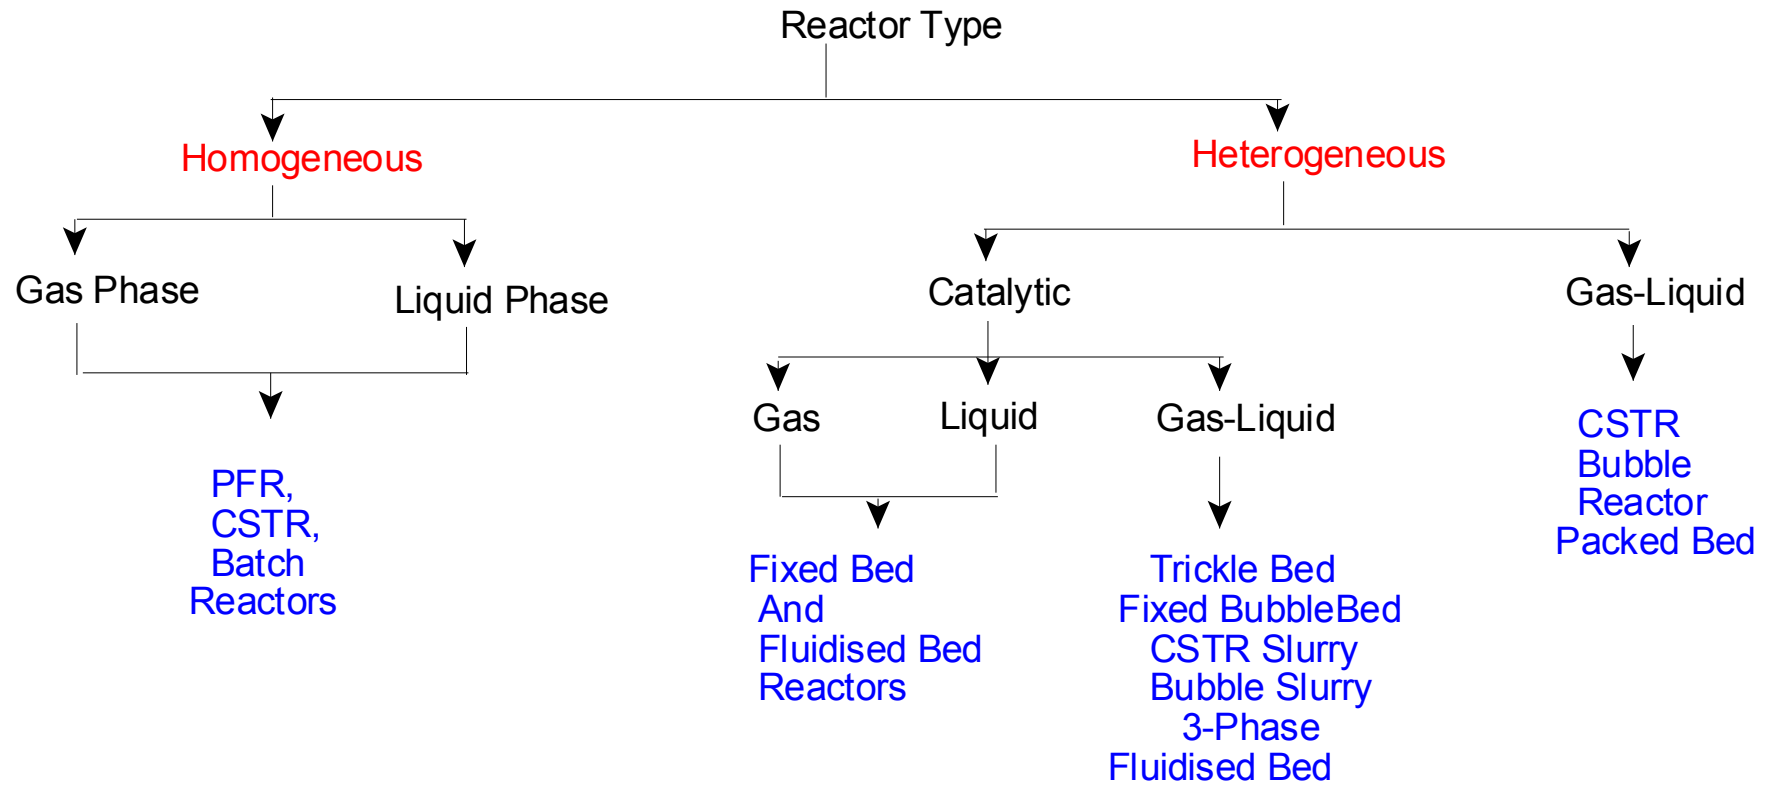 Reactor Type
Homogeneous
Heterogeneous
Gas Phase
Liquid Phase
Catalytic
Gas-Liquid
Gas
Liquid
Gas-Liquid
PFR,
CSTR,
Batch
Reactors
Fixed Bed
And
Fluidised Bed
Reactors
Trickle Bed
Fixed BubbleBed
CSTR Slurry
Bubble Slurry
3-Phase
Fluidised Bed
CSTR
Bubble
Reactor
Packed Bed